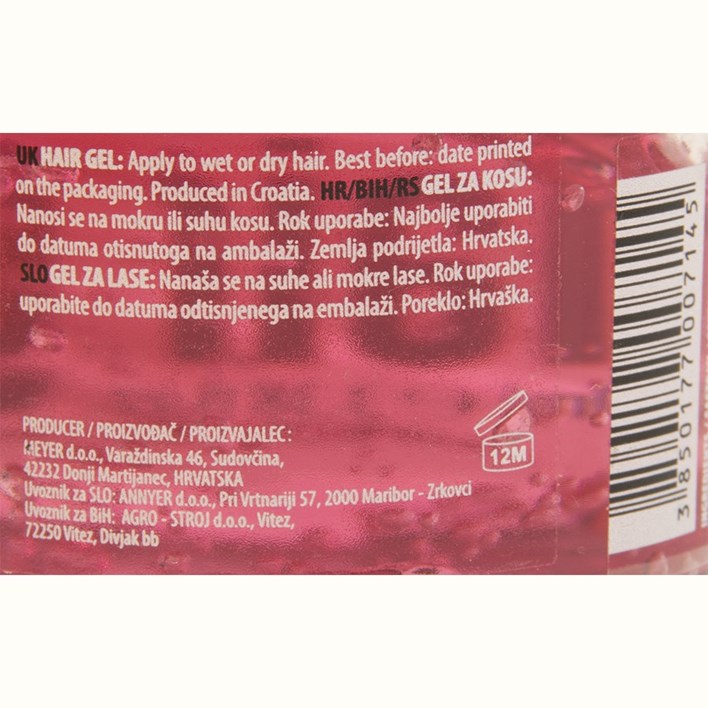 UK HAIR GEL: Apply to wet or dry hair. Best before: date printed
on the packaging. Produced in Croatia. HR/BIH/RS GEL ZA KOSU:
Nanosi se na mokru ili suhu kosu. Rok uporabe: Najbolje uporabiti
do datuma otisnutoga na ambalaži. Zemlja podrijetla: Hrvatska.
SLO GEL ZA LASE: Nanaša se na suhe ali mokre lase. Rok uporabe:
uporabite do datuma odtisnjenega na embalaži. Poreklo: Hrvaška.
PRODUCER / PROIZVOĐAČ / PROIZVAJALEC :
MEYER d.o.o., Varaždinska 46, Sudovčina,
42232 Donji Martijanec, HRVATSKA
Uvoznik za SLO: ANNYER d.o.o., Pri Vrtnariji 57, 2000 Maribor - Zrkovci
Uvoznik za BiH: AGRO - STROJ d.o.o., Vitez,
72250 Vitez, Divjak bb
12M
3 850177 007145